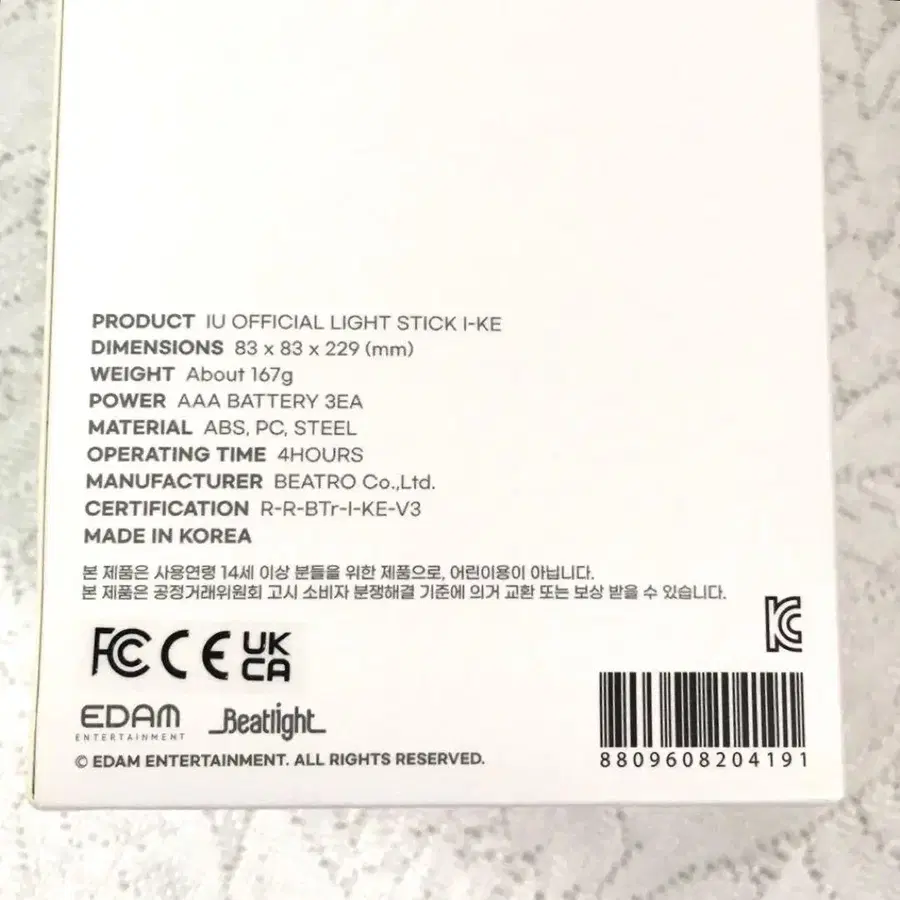 PRODUCT IU OFFICIAL LIGHT STICK I-KE
DIMENSIONS 83 x 83 x 229 (mm)
WEIGHT About 167g
POWER AAA BATTERY 3EA
MATERIAL ABS, PC, STEEL
OPERATING TIME 4HOURS
MANUFACTURER BEATRO Co.,Ltd.
CERTIFICATION R-R-BTr-I-KE-V3
MADE IN KOREA
본 제품은 사용연령 14세 이상 분들을 위한 제품으로, 어린이용이 아닙니다.
본 제품은 공정거래위원회 고시 소비자 분쟁해결 기준에 의거 교환 또는 보상 받을 수 있습니다.
FC CE UK
CA
KC
EDAM
ENTERTAINMENT
Beatlight
© EDAM ENTERTAINMENT. ALL RIGHTS RESERVED.
8809608204191